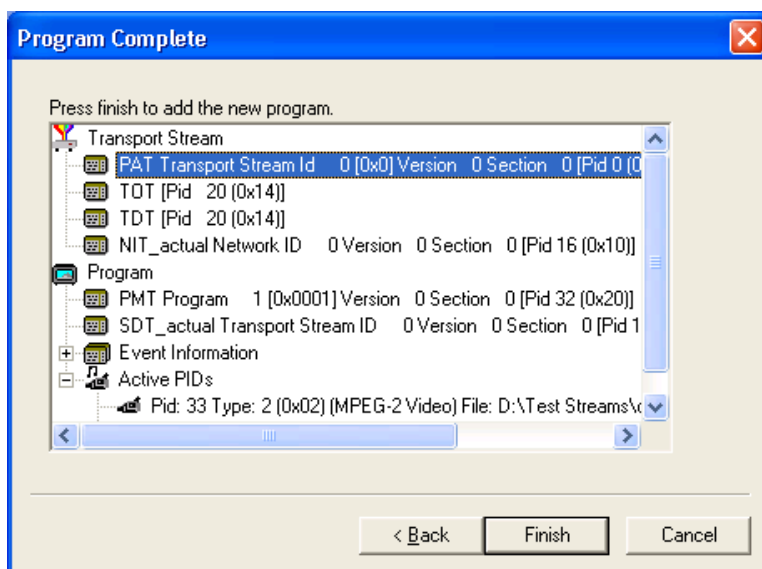 Program Complete
Press finish to add the new program.
Transport Stream
PAT Transport Stream Id 0 [0x0] Version 0 Section 0 [Pid 0 (0
TOT [Pid 20 (0x14)]
TDT [Pid 20 (0x14)]
NIT_actual Network ID 0 Version 0 Section 0 [Pid 16 (0x10)]
Program
PMT Program 1 [0x0001] Version 0 Section 0 [Pid 32 (0x20)]
SDT_actual Transport Stream ID 0 Version 0 Section 0 [Pid 1
Event Information
Active PIDs
Pid: 33 Type: 2 (0x02) (MPEG-2 Video) File: D:\Test Streams\
< Back Finish Cancel